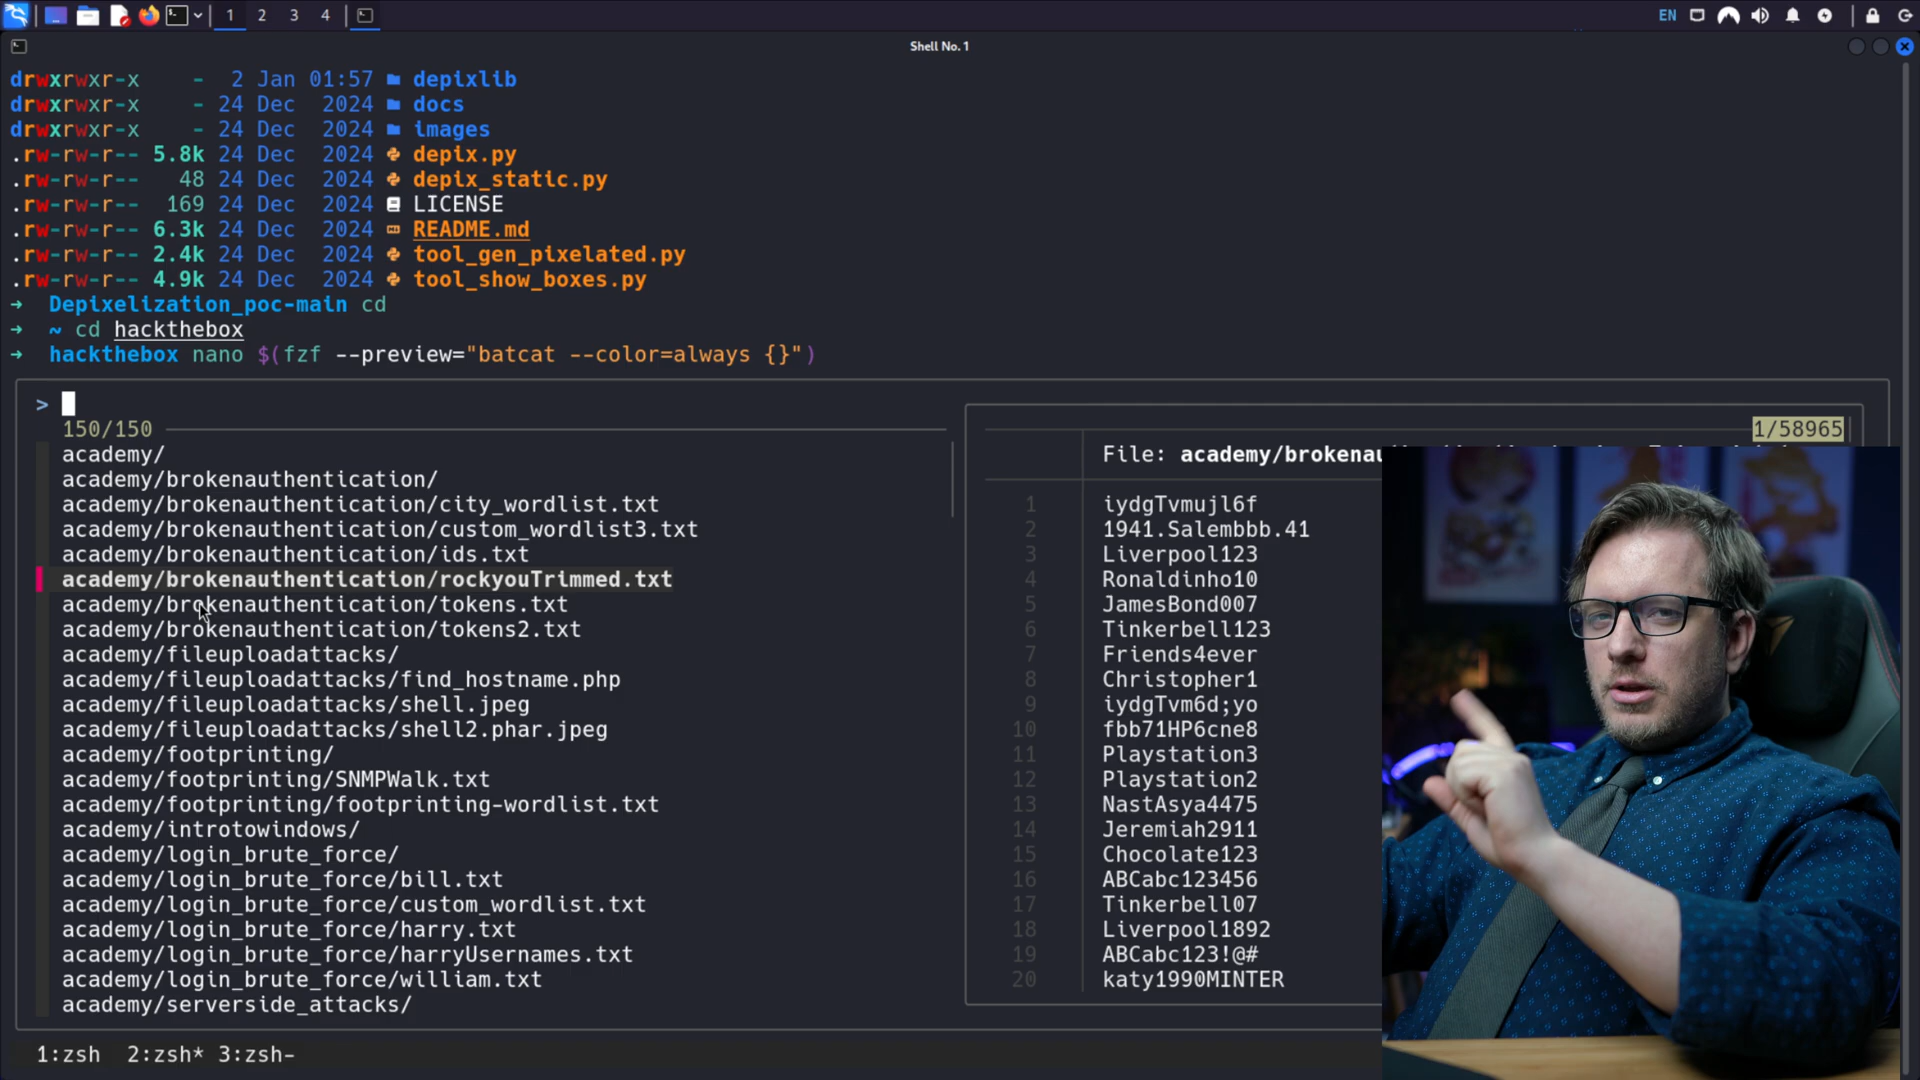 1 2 3 4 EN
Shell No. 1
drwxrwxr-x - 2 Jan 01:57 depixlib
drwxrwxr-x - 24 Dec 2024 docs
drwxrwxr-x - 24 Dec 2024 images
.rw-rw-r-- 5.8k 24 Dec 2024 depix.py
.rw-rw-r-- 48 24 Dec 2024 depix_static.py
.rw-rw-r-- 169 24 Dec 2024 LICENSE
.rw-rw-r-- 6.3k 24 Dec 2024 README.md
.rw-rw-r-- 2.4k 24 Dec 2024 tool_gen_pixelated.py
.rw-rw-r-- 4.9k 24 Dec 2024 tool_show_boxes.py
→ Depixelization_poc-main cd
→ ~ cd hackthebox
→ hackthebox nano $(fzf --preview="batcat --color=always {}")
>
150/150
academy/
academy/brokenauthentication/
academy/brokenauthentication/city_wordlist.txt
academy/brokenauthentication/custom_wordlist3.txt
academy/brokenauthentication/ids.txt
academy/brokenauthentication/rockyouTrimmed.txt
academy/brokenauthentication/tokens.txt
academy/brokenauthentication/tokens2.txt
academy/fileuploadattacks/
academy/fileuploadattacks/find_hostname.php
academy/fileuploadattacks/shell.jpeg
academy/fileuploadattacks/shell2.phar.jpeg
academy/footprinting/
academy/footprinting/SNMPWalk.txt
academy/footprinting/footprinting-wordlist.txt
academy/introtowindows/
academy/login_brute_force/
academy/login_brute_force/bill.txt
academy/login_brute_force/custom_wordlist.txt
academy/login_brute_force/harry.txt
academy/login_brute_force/harryUsernames.txt
academy/login_brute_force/william.txt
academy/serverside_attacks/
1/58965
File: academy/brokenau
1 iydgTvmujl6f
2 1941.Salembbb.41
3 Liverpool123
4 Ronaldinho10
5 JamesBond007
6 Tinkerbell123
7 Friends4ever
8 Christopher1
9 iydgTvm6d;yo
10 fbb71HP6cne8
11 Playstation3
12 Playstation2
13 NastAsya4475
14 Jeremiah2911
15 Chocolate123
16 ABCabc123456
17 Tinkerbell07
18 Liverpool1892
19 ABCabc123!@#
20 katy1990MINTER
1:zsh 2:zsh* 3:zsh-